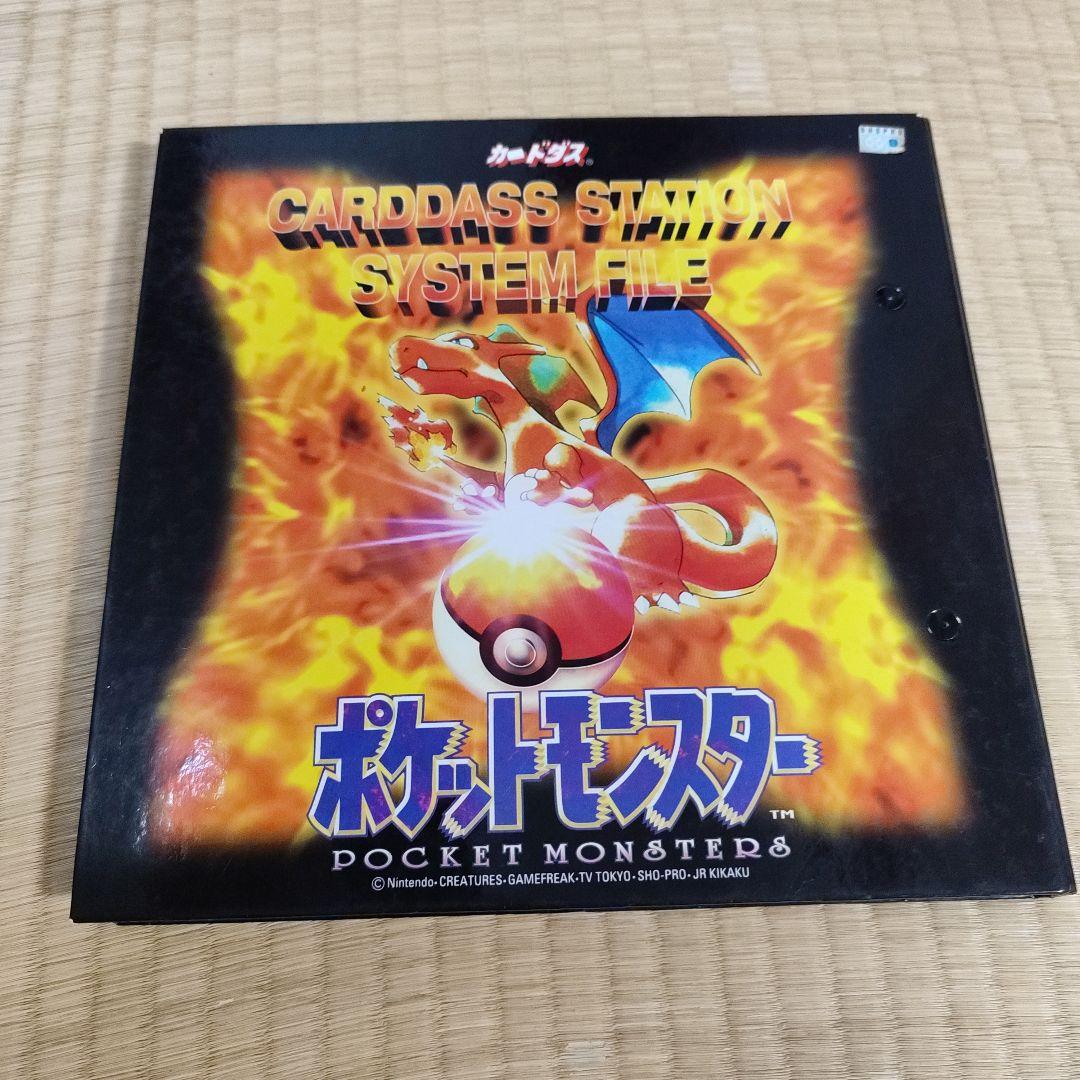 カードダス®
CARDDASS STATION
SYSTEM FILE
ポケットモンスター
TM
POCKET MONSTERS
©Nintendo・CREATURES・GAMEFREAK・TV TOKYO・SHO-PRO・JR KIKAKU